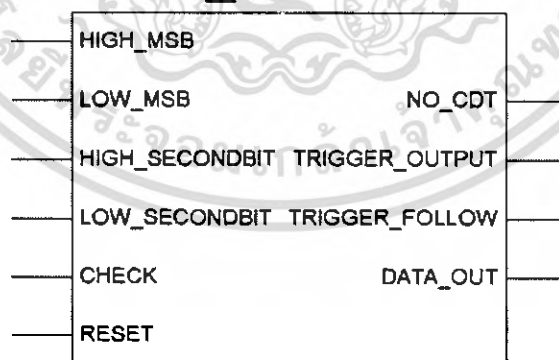 HIGH_MSB
LOW_MSB NO_CDT
HIGH_SECONDBIT TRIGGER_OUTPUT
LOW_SECONDBIT TRIGGER_FOLLOW
CHECK DATA_OUT
RESET